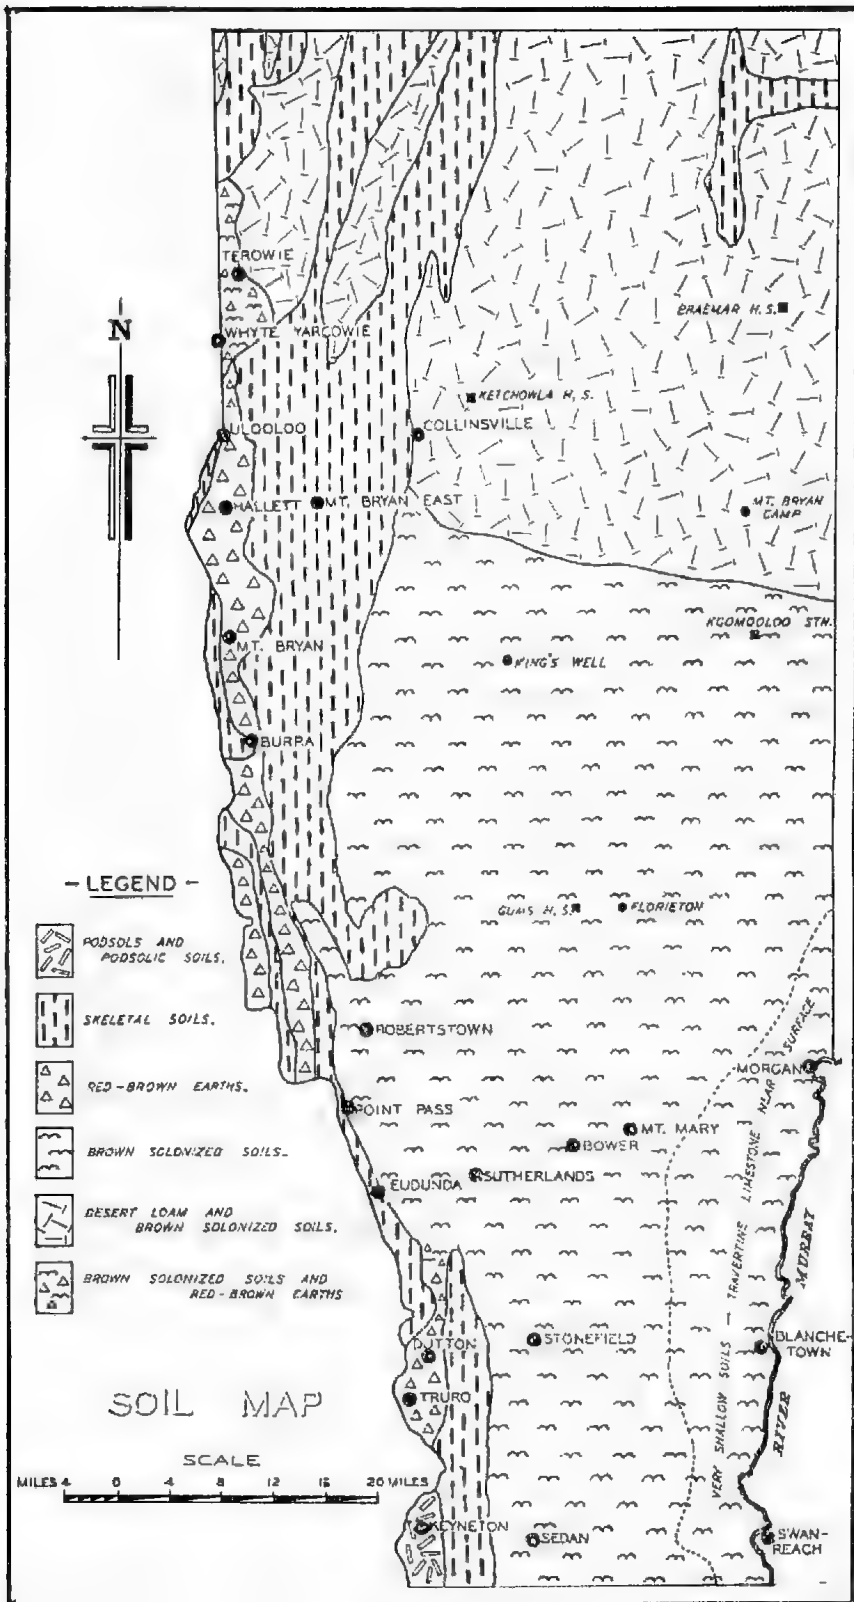 TEROWIE
BRAEMAR H.S.
N
WHYTE YARCOWIE
KETCHOWLA H.S.
ULOOLOO
COLLINSVILLE
HALLETT
MT. BRYAN EAST
MT. BRYAN
CAMP
KOOMOOLOO STN.
MT. BRYAN
KING'S WELL
BURRA
- LEGEND -
PODSOLS AND
PODSOLIC SOILS.
SKELETAL SOILS.
RED-BROWN EARTHS.
BROWN SOLONIZED SOILS.
DESERT LOAM AND
BROWN SOLONIZED SOILS.
BROWN SOLONIZED SOILS AND
RED-BROWN EARTHS
GUMS H.S.
FLORIETON
ROBERTSTOWN
MORGAN
POINT PASS
MT. MARY
BOWER
SUTHERLANDS
EUDUNDA
VERY SHALLOW SOILS - TRAVERTINE LIMESTONE NEAR SURFACE
RIVER MURRAY
STONEFIELD
BLANCHE-
TOWN
DUTTON
TRURO
SOIL MAP
SCALE
MILES 4 0 4 8 12 16 20 MILES
KEYNETON
SEDAN
SWAN-
REACH